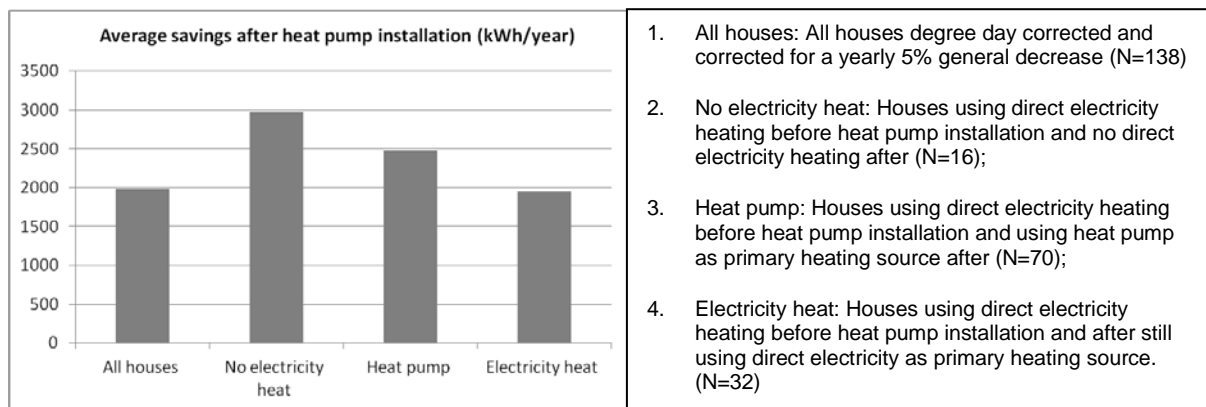 Average savings after heat pump installation (kWh/year)
3500
3000
2500
2000
1500
1000
500
0
All houses
No electricity
heat
Heat pump
Electricity heat
1. All houses: All houses degree day corrected and
corrected for a yearly 5% general decrease (N=138)
2. No electricity heat: Houses using direct electricity
heating before heat pump installation and no direct
electricity heating after (N=16);
3. Heat pump: Houses using direct electricity heating
before heat pump installation and using heat pump
as primary heating source after (N=70);
4. Electricity heat: Houses using direct electricity
heating before heat pump installation and after still
using direct electricity as primary heating source.
(N=32)